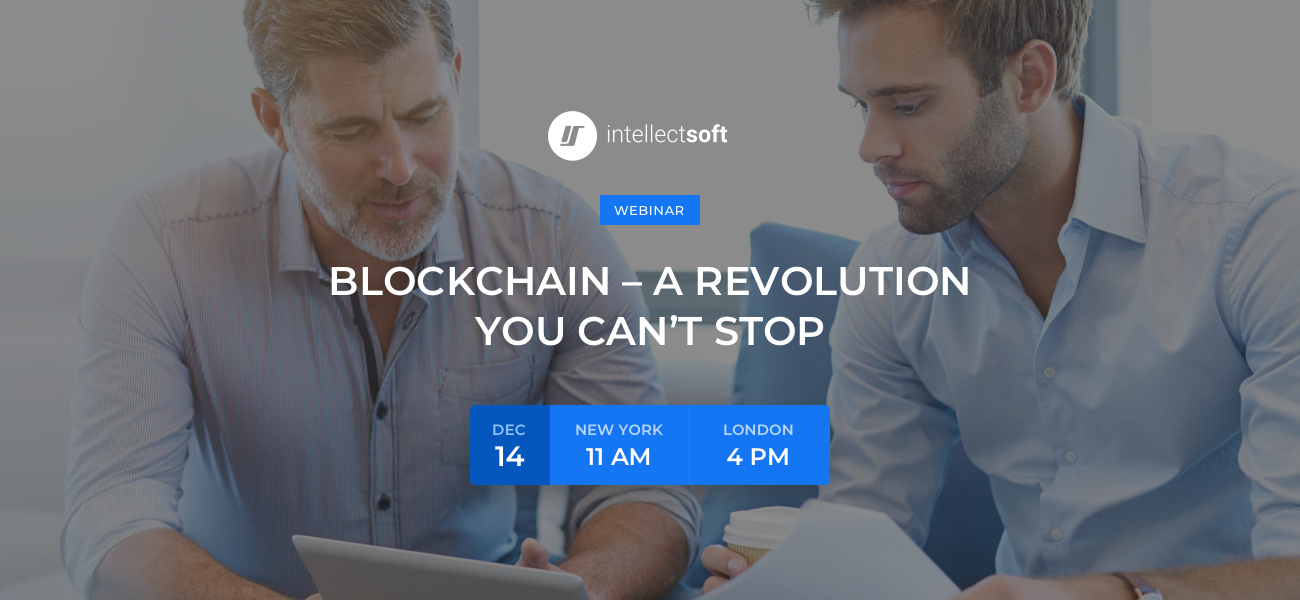 intellectsoft
WEBINAR
BLOCKCHAIN – A REVOLUTION
YOU CAN’T STOP
DEC
14
NEW YORK
11 AM
LONDON
4 PM